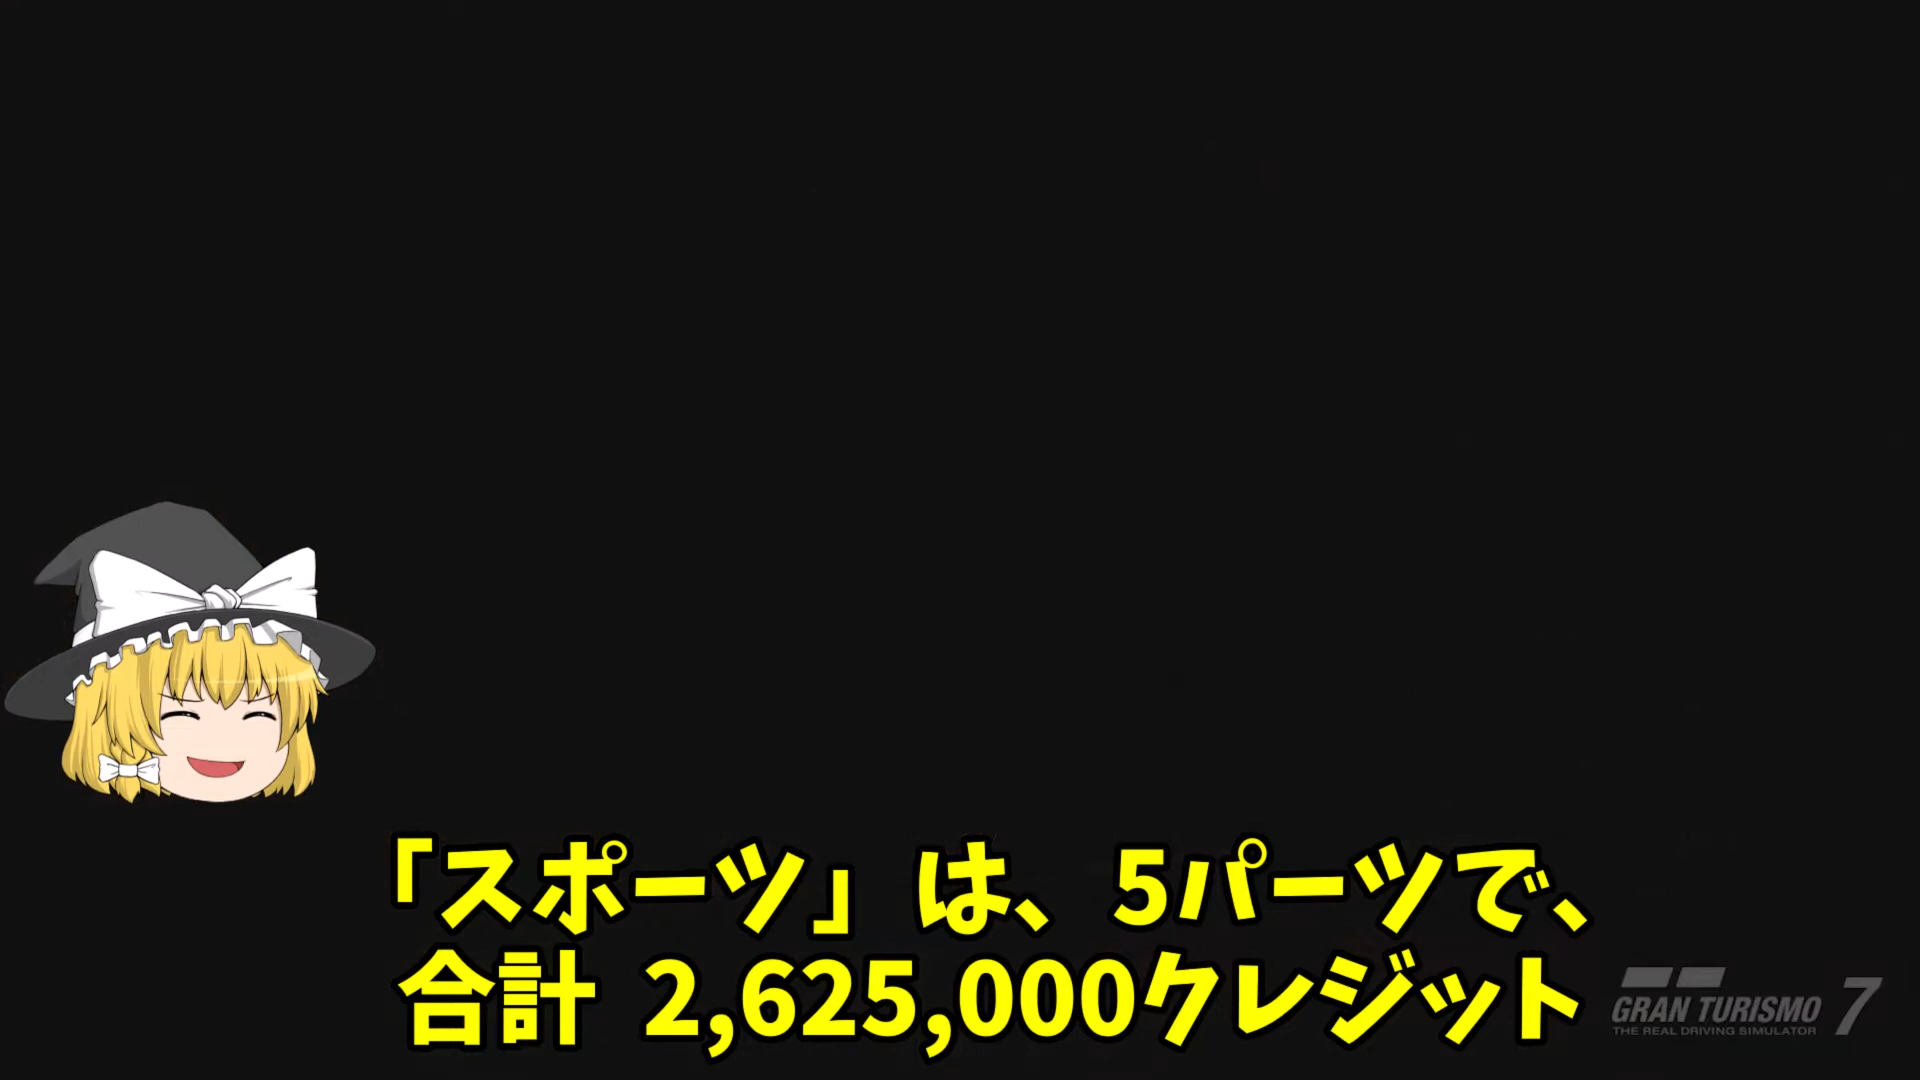 「スポーツ」は、5パーツで、
合計 2,625,000クレジット
GRAN TURISMO 7
THE REAL DRIVING SIMULATOR